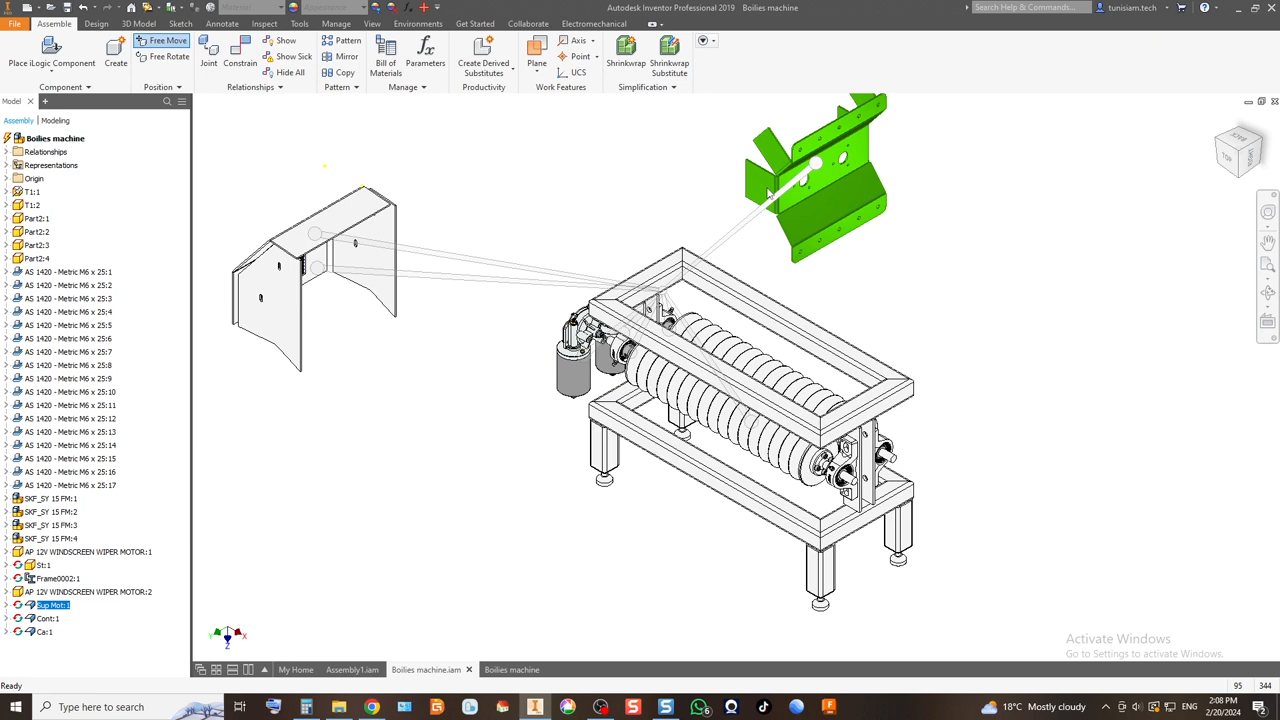 Material
Appearance
Autodesk Inventor Professional 2019   Boilies machine
Search Help & Commands...
tunisiam.tech
File
Assemble
Design
3D Model
Sketch
Annotate
Inspect
Tools
Manage
View
Environments
Get Started
Collaborate
Electromechanical
Place iLogic Component
Create
Free Move
Free Rotate
Joint
Constrain
Show
Show Sick
Hide All
Pattern
Mirror
Copy
Bill of
Materials
Parameters
Create Derived
Substitutes
Plane
Axis
Point
UCS
Shrinkwrap
Shrinkwrap
Substitute
Component
Position
Relationships
Pattern
Manage
Productivity
Work Features
Simplification
Model
Assembly
Modeling
Boilies machine
Relationships
Representations
Origin
T1:1
T1:2
Part2:1
Part2:2
Part2:3
Part2:4
AS 1420 - Metric M6 x 25:1
AS 1420 - Metric M6 x 25:2
AS 1420 - Metric M6 x 25:3
AS 1420 - Metric M6 x 25:4
AS 1420 - Metric M6 x 25:5
AS 1420 - Metric M6 x 25:6
AS 1420 - Metric M6 x 25:7
AS 1420 - Metric M6 x 25:8
AS 1420 - Metric M6 x 25:9
AS 1420 - Metric M6 x 25:10
AS 1420 - Metric M6 x 25:11
AS 1420 - Metric M6 x 25:12
AS 1420 - Metric M6 x 25:13
AS 1420 - Metric M6 x 25:14
AS 1420 - Metric M6 x 25:15
AS 1420 - Metric M6 x 25:16
AS 1420 - Metric M6 x 25:17
SKF_SY 15 FM:1
SKF_SY 15 FM:2
SKF_SY 15 FM:3
SKF_SY 15 FM:4
AP 12V WINDSCREEN WIPER MOTOR:1
St:1
Frame0002:1
AP 12V WINDSCREEN WIPER MOTOR:2
Sup Mot:1
Cont:1
Ca:1
BACK
TOP
Y
X
Z
Activate Windows
Go to Settings to activate Windows.
My Home
Assembly1.iam
Boilies machine.iam
Boilies machine
Ready
95
344
Type here to search
6
18°C Mostly cloudy
2:08 PM
2/20/2024